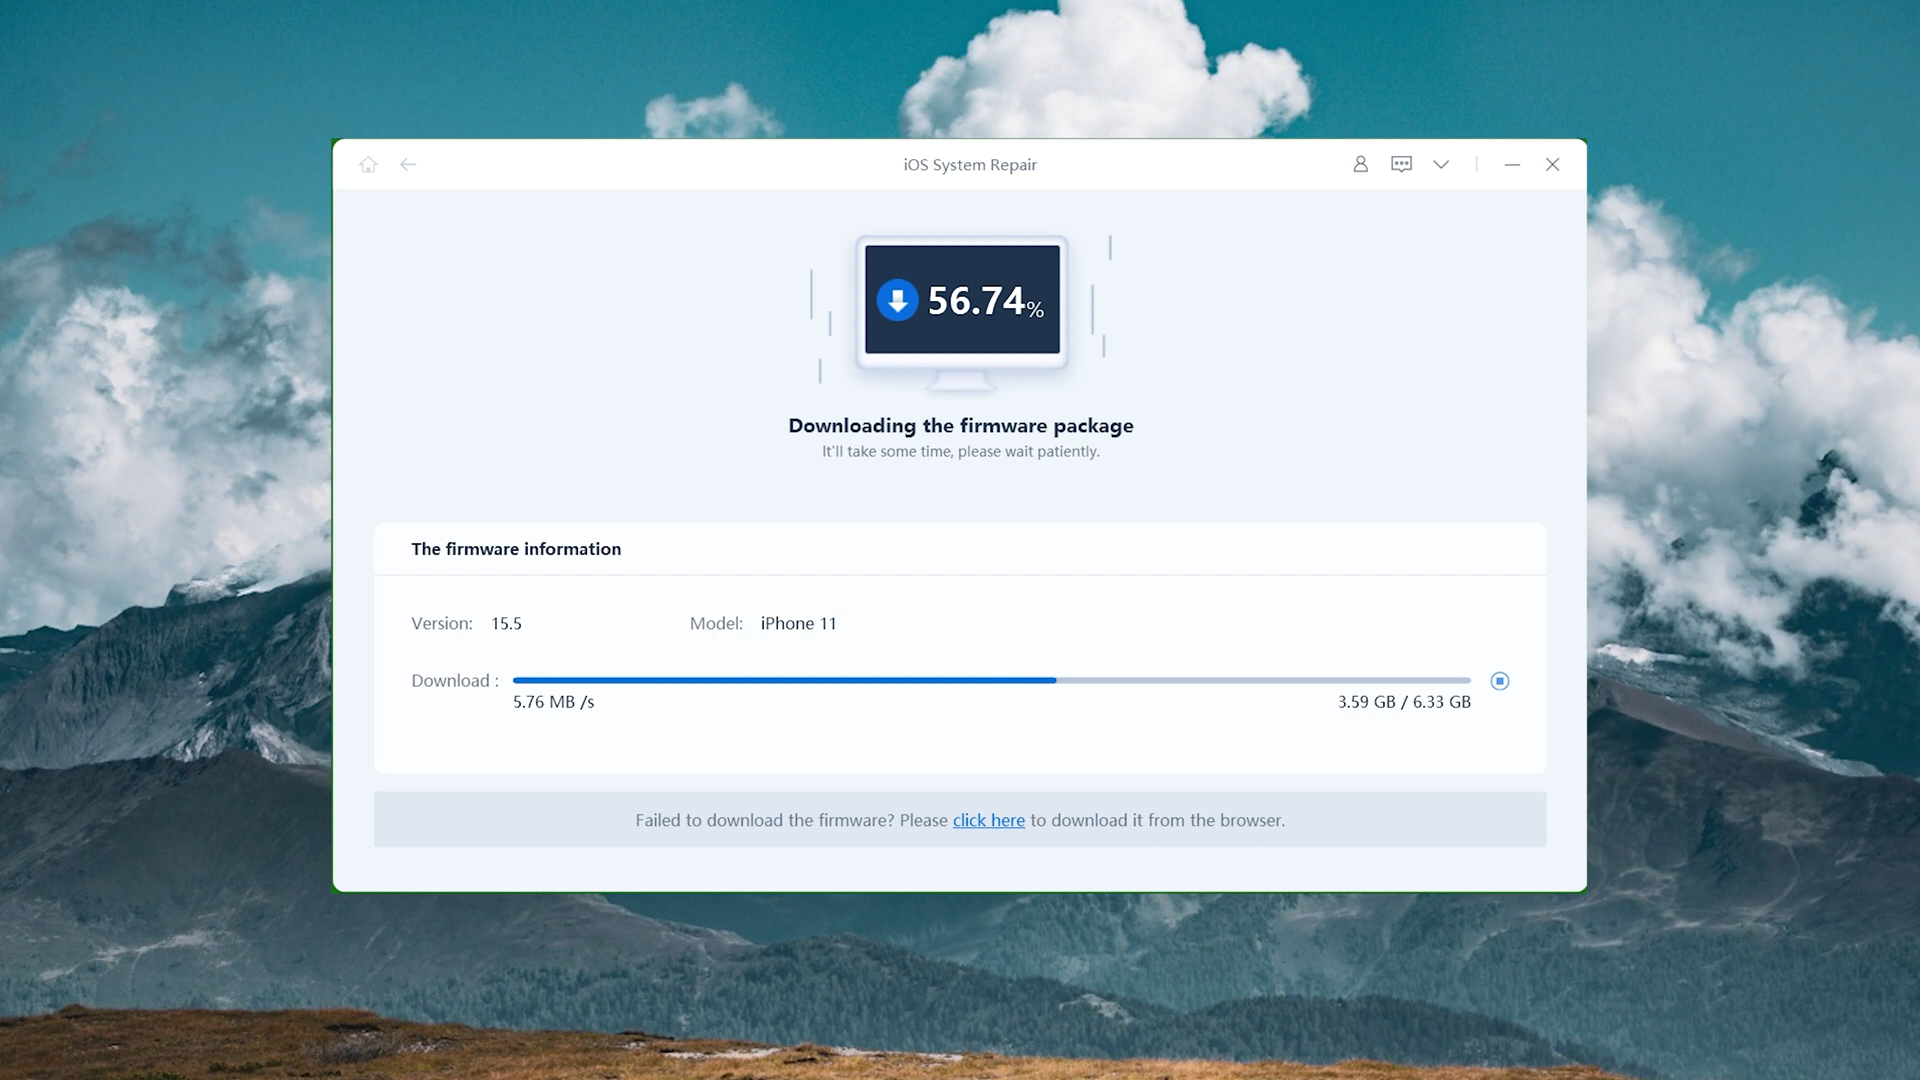 iOS System Repair
56.74%
Downloading the firmware package
It'll take some time, please wait patiently.
The firmware information
Version: 15.5 Model: iPhone 11
Download :
5.76 MB /s 3.59 GB / 6.33 GB
Failed to download the firmware? Please click here to download it from the browser.